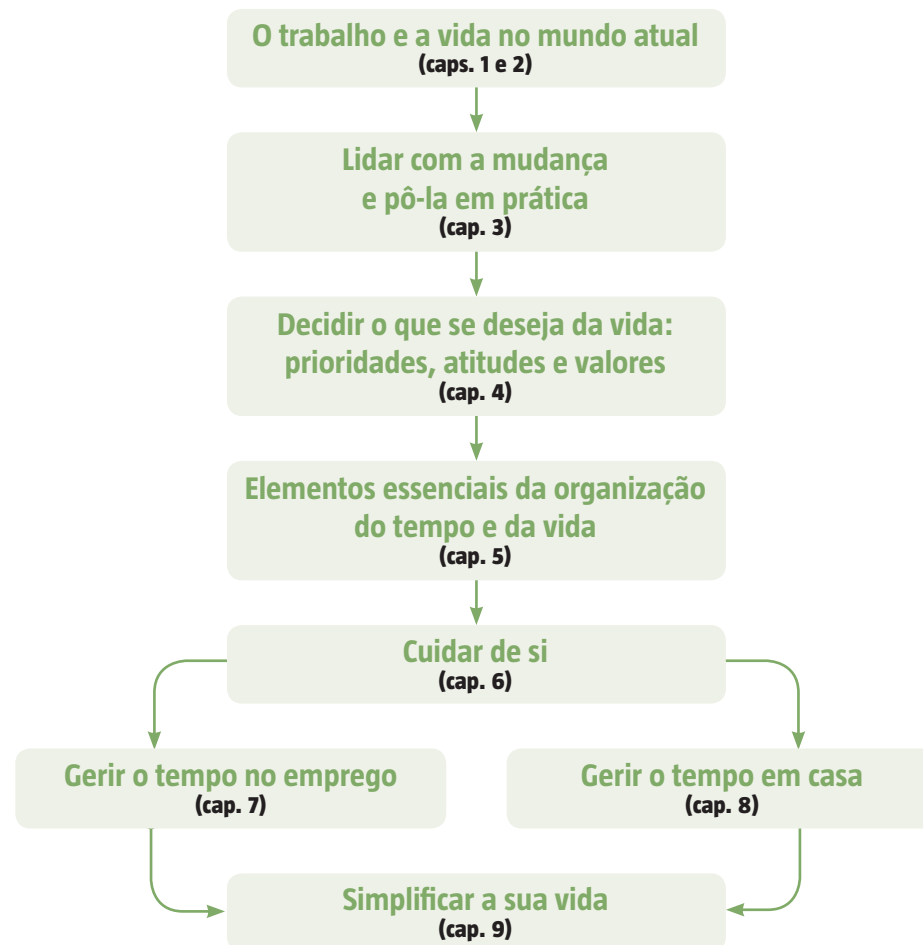 O trabalho e a vida no mundo atual
(caps. 1 e 2)
Lidar com a mudança
e pô-la em prática
(cap. 3)
Decidir o que se deseja da vida:
prioridades, atitudes e valores
(cap. 4)
Elementos essenciais da organização
do tempo e da vida
(cap. 5)
Cuidar de si
(cap. 6)
Gerir o tempo no emprego
(cap. 7)
Gerir o tempo em casa
(cap. 8)
Simplificar a sua vida
(cap. 9)